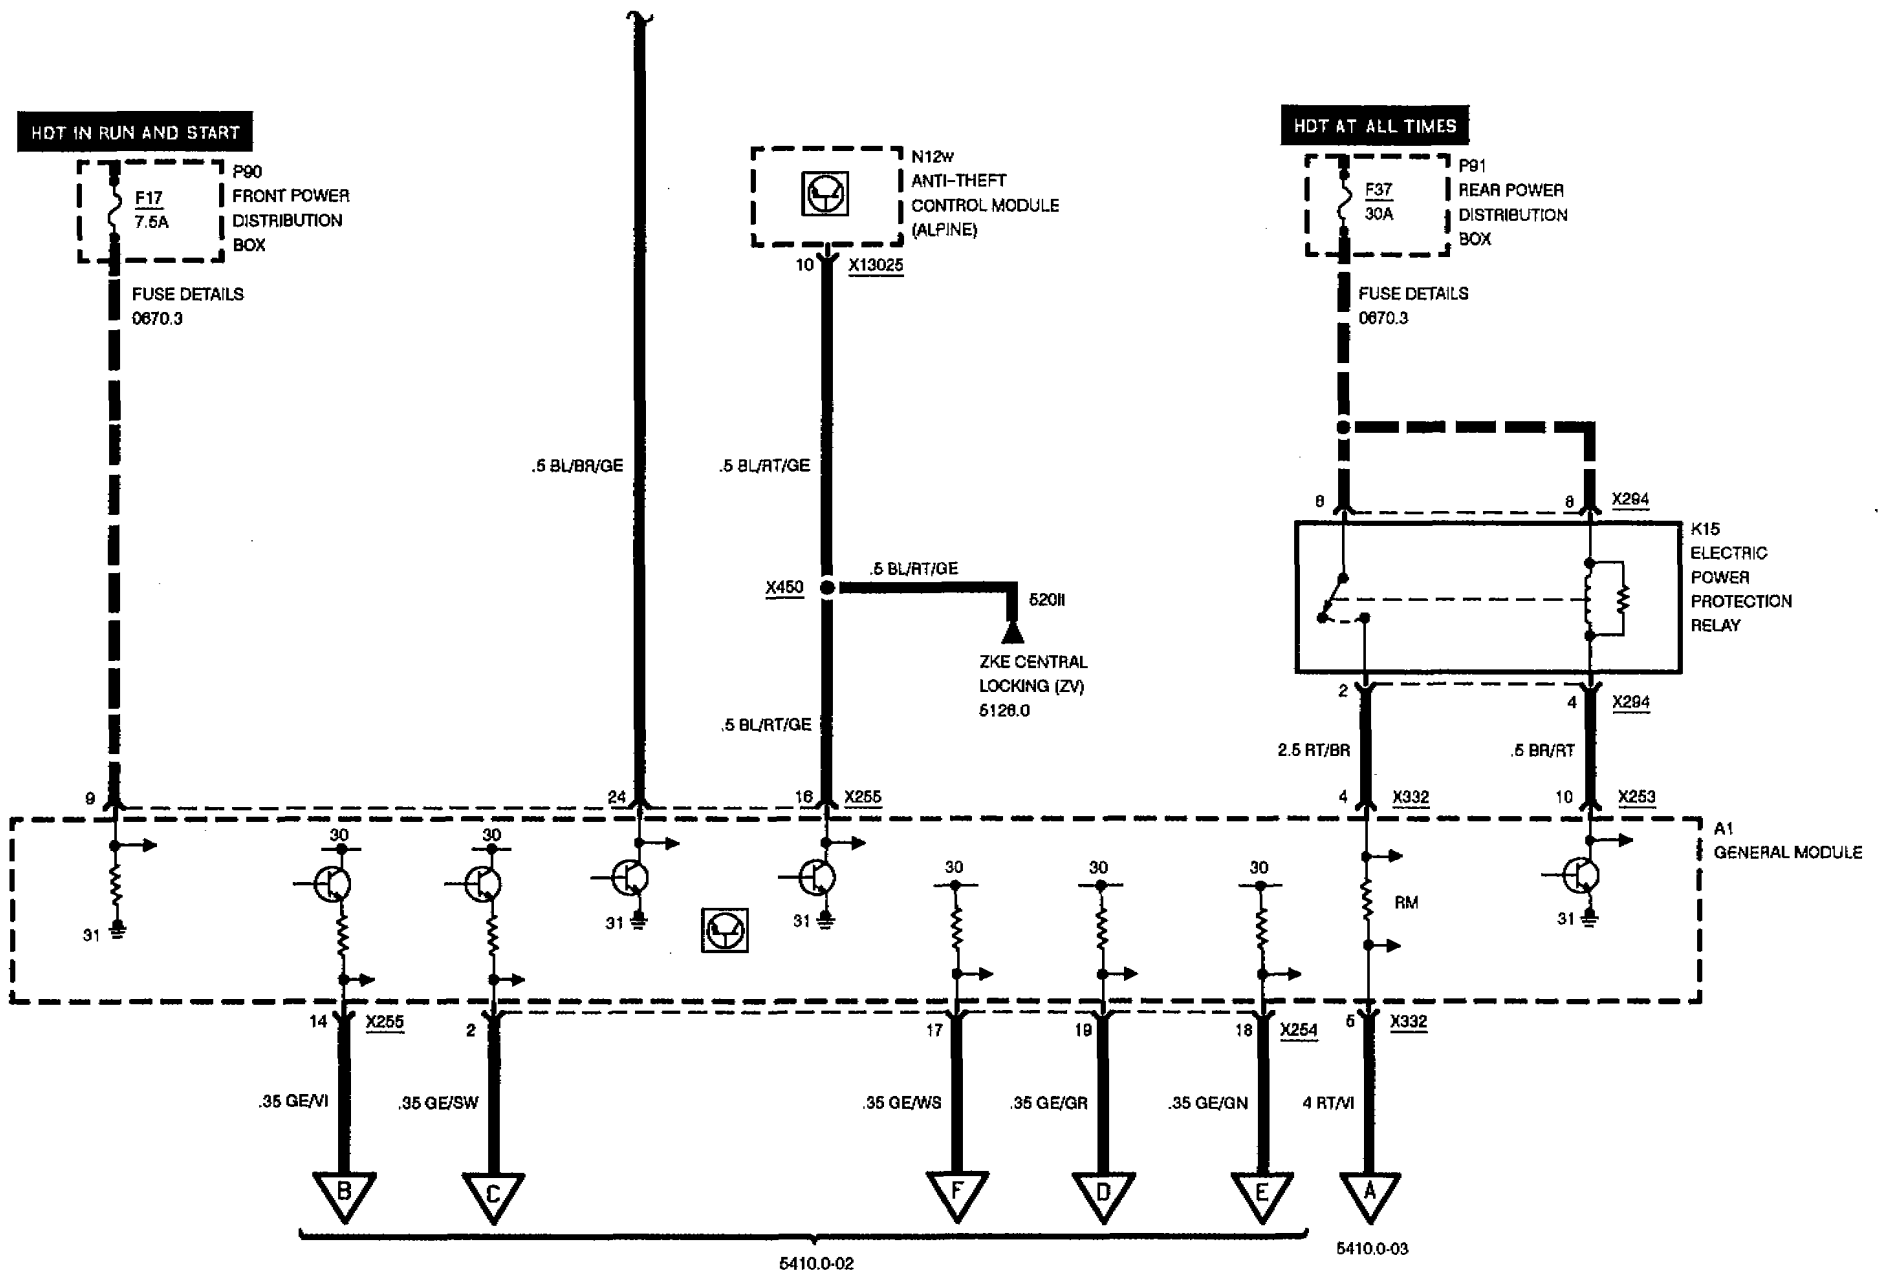 HOT IN RUN AND START
F17
7.5A
P90
FRONT POWER
DISTRIBUTION
BOX
FUSE DETAILS
0670.3
N12w
ANTI-THEFT
CONTROL MODULE
(ALPINE)
10 X13025
HOT AT ALL TIMES
F37
30A
P91
REAR POWER
DISTRIBUTION
BOX
FUSE DETAILS
0670.3
.5 BL/BR/GE
.5 BL/RT/GE
6 8 X294
K15
ELECTRIC
POWER
PROTECTION
RELAY
X450
.5 BL/RT/GE
520II
ZKE CENTRAL
LOCKING (ZV)
5126.0
.5 BL/RT/GE
2 4 X294
2.5 RT/BR
.5 BR/RT
9 24 16 X255 4 X332 10 X253
A1
GENERAL MODULE
30 30
30 30 30
RM
31 31 31 31
14 X255 2 17 19 18 X254 5 X332
.35 GE/VI .35 GE/SW .35 GE/WS .35 GE/GR .35 GE/GN 4 RT/VI
B C F D E A
5410.0-02
5410.0-03